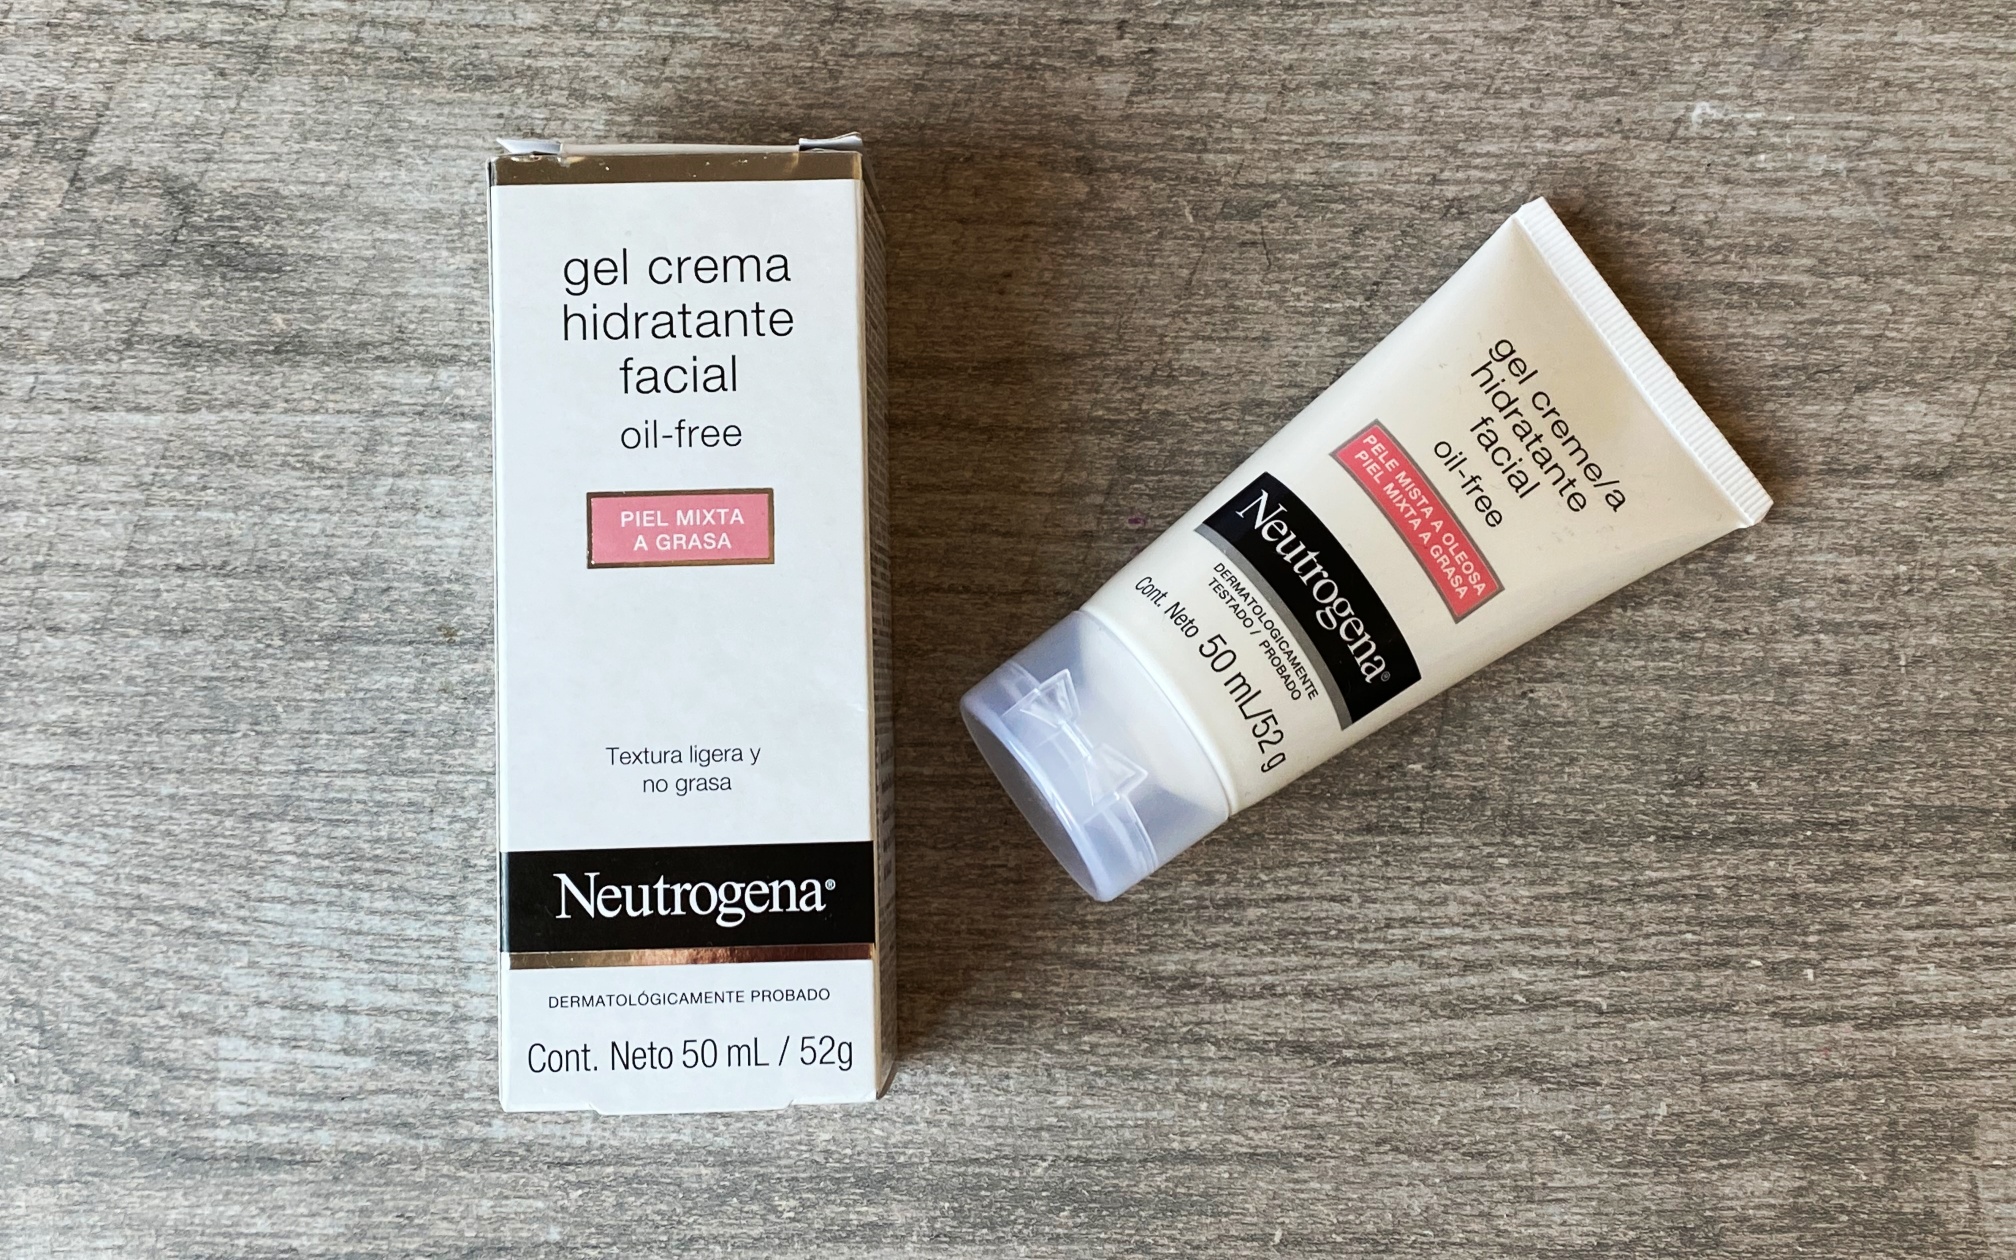 gel crema
hidratante
facial
oil-free
PIEL MIXTA
A GRASA
Textura ligera y
no grasa
Neutrogena®
DERMATOLÓGICAMENTE PROBADO
Cont. Neto 50 mL / 52g
gel creme/a
hidratante
facial
oil-free
PELE MISTA A OLEOSA
PIEL MIXTA A GRASA
Neutrogena®
DERMATOLOGICAMENTE
TESTADO / PROBADO
Cont. Neto 50 mL/52 g